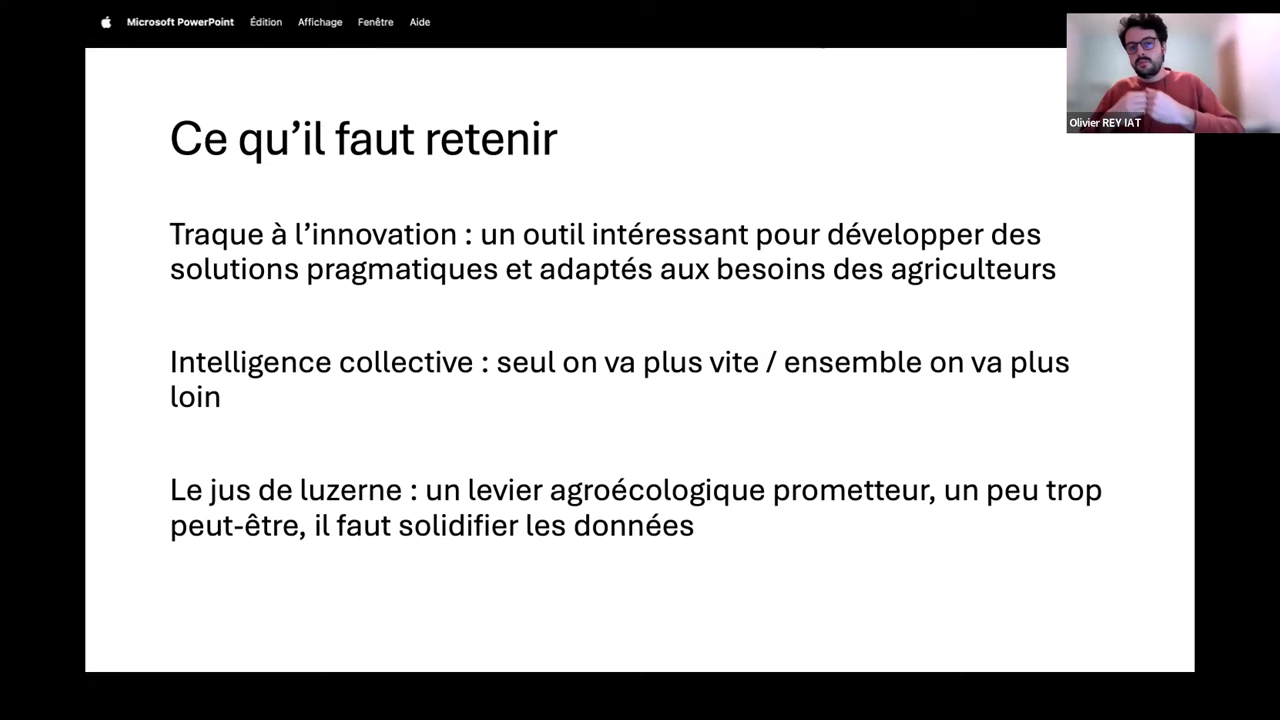 Microsoft PowerPoint Édition Affichage Fenêtre Aide
Olivier REY IAT
Ce qu’il faut retenir
Traque à l’innovation : un outil intéressant pour développer des
solutions pragmatiques et adaptés aux besoins des agriculteurs
Intelligence collective : seul on va plus vite / ensemble on va plus
loin
Le jus de luzerne : un levier agroécologique prometteur, un peu trop
peut-être, il faut solidifier les données